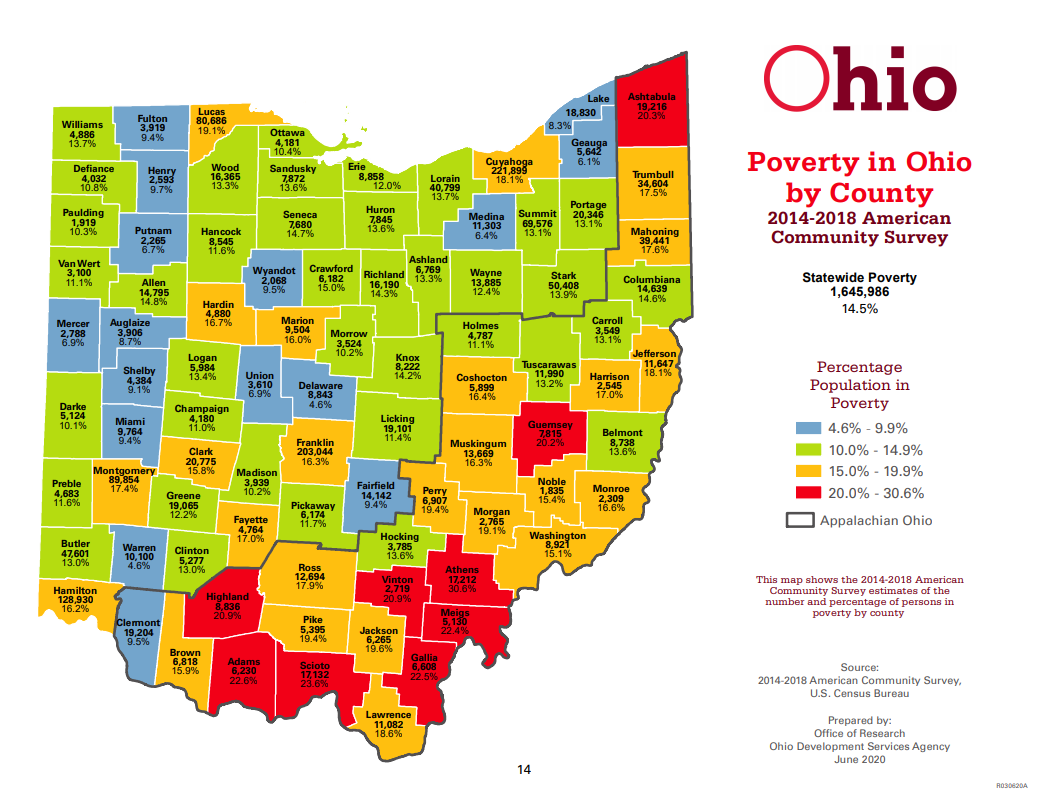 Ohio
Poverty in Ohio
by County
2014-2018 American
Community Survey
Statewide Poverty
1,645,986
14.5%
Percentage
Population in
Poverty
4.6% - 9.9%
10.0% - 14.9%
15.0% - 19.9%
20.0% - 30.6%
Appalachian Ohio
This map shows the 2014-2018 American
Community Survey estimates of the
number and percentage of persons in
poverty by county
Source:
2014-2018 American Community Survey,
U.S. Census Bureau
Prepared by:
Office of Research
Ohio Development Services Agency
June 2020
R030620A
14
Williams
4,886
13.7%
Fulton
3,919
9.4%
Lucas
80,686
19.1%
Ottawa
4,181
10.4%
Lake
18,830
8.3%
Ashtabula
19,216
20.3%
Geauga
5,642
6.1%
Cuyahoga
221,899
18.1%
Defiance
4,032
10.8%
Henry
2,593
9.7%
Wood
16,365
13.3%
Sandusky
7,872
13.6%
Erie
8,858
12.0%
Lorain
40,799
13.7%
Trumbull
34,604
17.5%
Paulding
1,919
10.3%
Putnam
2,265
6.7%
Hancock
8,545
11.6%
Seneca
7,680
14.7%
Huron
7,845
13.6%
Medina
11,303
6.4%
Summit
69,576
13.1%
Portage
20,346
13.1%
Mahoning
39,441
17.6%
Van Wert
3,100
11.1%
Allen
14,795
14.8%
Wyandot
2,068
9.5%
Crawford
6,182
15.0%
Richland
16,190
14.3%
Ashland
6,769
13.3%
Wayne
13,885
12.4%
Stark
50,408
13.9%
Columbiana
14,639
14.6%
Mercer
2,788
6.9%
Auglaize
3,906
8.7%
Hardin
4,880
16.7%
Marion
9,504
16.0%
Morrow
3,524
10.2%
Holmes
4,787
11.1%
Carroll
3,549
13.1%
Jefferson
11,647
18.1%
Shelby
4,384
9.1%
Logan
5,984
13.4%
Union
3,610
6.9%
Delaware
8,843
4.6%
Knox
8,222
14.2%
Coshocton
5,899
16.4%
Tuscarawas
11,990
13.2%
Harrison
2,545
17.0%
Darke
5,124
10.1%
Miami
9,764
9.4%
Champaign
4,180
11.0%
Licking
19,101
11.4%
Guernsey
7,815
20.2%
Belmont
8,738
13.6%
Clark
20,775
15.8%
Franklin
203,044
16.3%
Muskingum
13,669
16.3%
Preble
4,683
11.6%
Montgomery
89,854
17.4%
Greene
19,065
12.2%
Madison
3,939
10.2%
Pickaway
6,174
11.7%
Fairfield
14,142
9.4%
Perry
6,907
19.4%
Morgan
2,765
19.1%
Noble
1,835
15.4%
Monroe
2,309
16.6%
Fayette
4,764
17.0%
Butler
47,601
13.0%
Warren
10,100
4.6%
Clinton
5,277
13.0%
Hocking
3,785
13.6%
Washington
8,921
15.1%
Ross
12,694
17.9%
Vinton
2,719
20.9%
Athens
17,212
30.6%
Hamilton
128,930
16.2%
Clermont
19,204
9.5%
Highland
8,836
20.9%
Pike
5,395
19.4%
Jackson
6,265
19.6%
Meigs
5,130
22.4%
Brown
6,818
15.9%
Adams
6,230
22.6%
Scioto
17,132
23.8%
Gallia
6,608
22.5%
Lawrence
11,082
18.6%